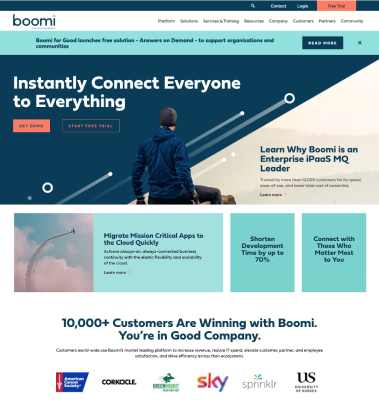 Contact Login Free Trial
boomi
Platform Solutions Services & Training Resources Company Customers Partners Community
Boomi for Good launches free solution - Answers on Demand - to support organizations and
communities
READ MORE
Instantly Connect Everyone
to Everything
GET DEMO START FREE TRIAL
Learn Why Boomi is an
Enterprise iPaaS MQ
Leader
Trusted by more than 10,000 customers for its speed,
ease-of-use, and lower total cost of ownership.
Learn more
Migrate Mission Critical Apps to
the Cloud Quickly
Achieve always-on, always-connected business
continuity with the elastic flexibility and scalability
of the cloud.
Learn more
Shorten
Development
Time by up to
70%
Connect with
Those Who
Matter Most
to You
10,000+ Customers Are Winning with Boomi.
You're in Good Company.
Customers world-wide use Boomi's market leading platform to increase revenue, reduce IT spend, elevate customer, partner, and employee
satisfaction, and drive efficiency across their ecosystems.
American
Cancer
Society
CORKCICLE.
GREENRABBIT
sky
sprinklr
US
UNIVERSITY
OF SUSSEX